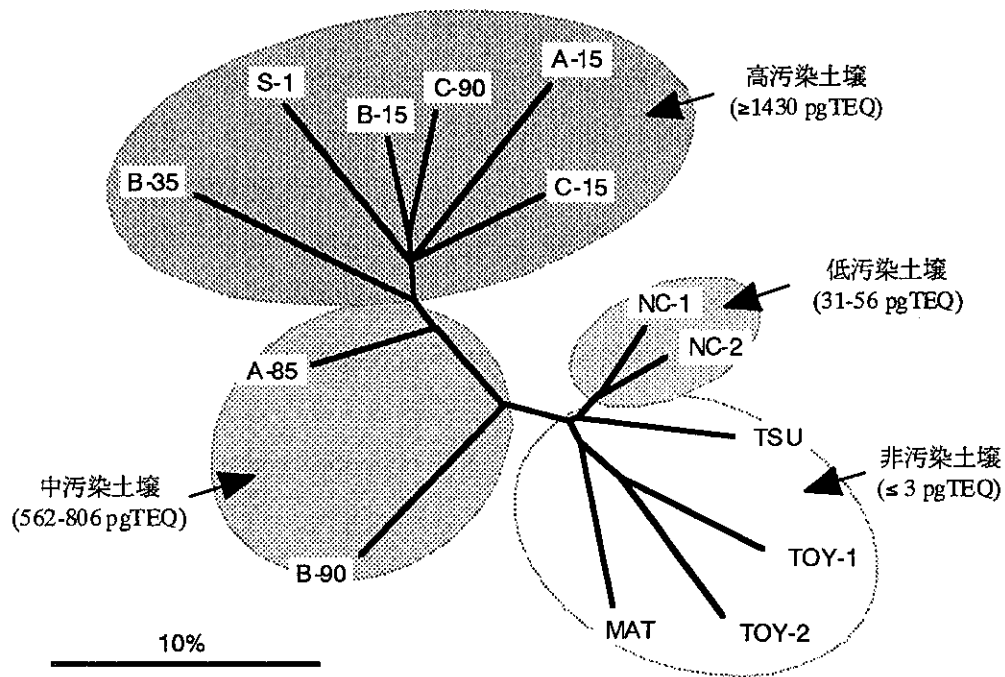 A-15
高汚染土壌
(≥1430 pgTEQ)
S-1
C-90
B-15
B-35
C-15
低汚染土壌
(31-56 pgTEQ)
NC-1
NC-2
A-85
TSU
非汚染土壌
(≤ 3 pgTEQ)
中汚染土壌
(562-806 pgTEQ)
TOY-1
B-90
MAT
TOY-2
10%